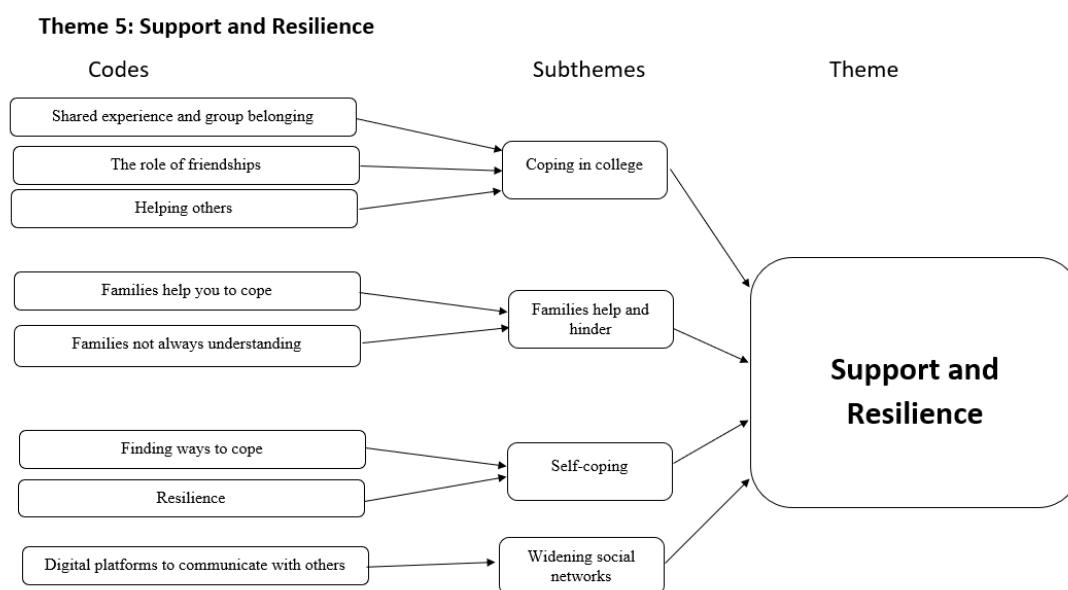 Theme 5: Support and Resilience
Codes
Subthemes
Theme
Shared experience and group belonging
The role of friendships
Helping others
Coping in college
Families help you to cope
Families not always understanding
Families help and
hinder
Support and
Resilience
Finding ways to cope
Resilience
Self-coping
Digital platforms to communicate with others
Widening social
networks